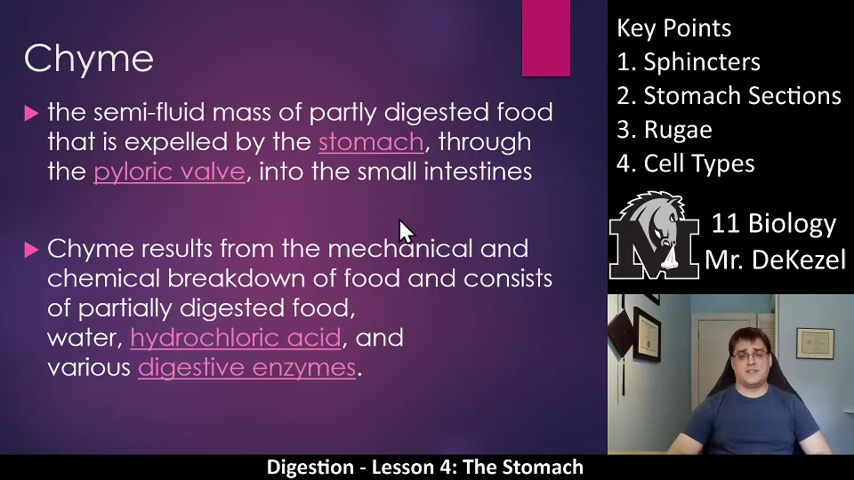 Chyme
the semi-fluid mass of partly digested food
that is expelled by the stomach, through
the pyloric valve, into the small intestines
Chyme results from the mechanical and
chemical breakdown of food and consists
of partially digested food,
water, hydrochloric acid, and
various digestive enzymes.
Key Points
1. Sphincters
2. Stomach Sections
3. Rugae
4. Cell Types
M
11 Biology
Mr. DeKezel
Digestion - Lesson 4: The Stomach